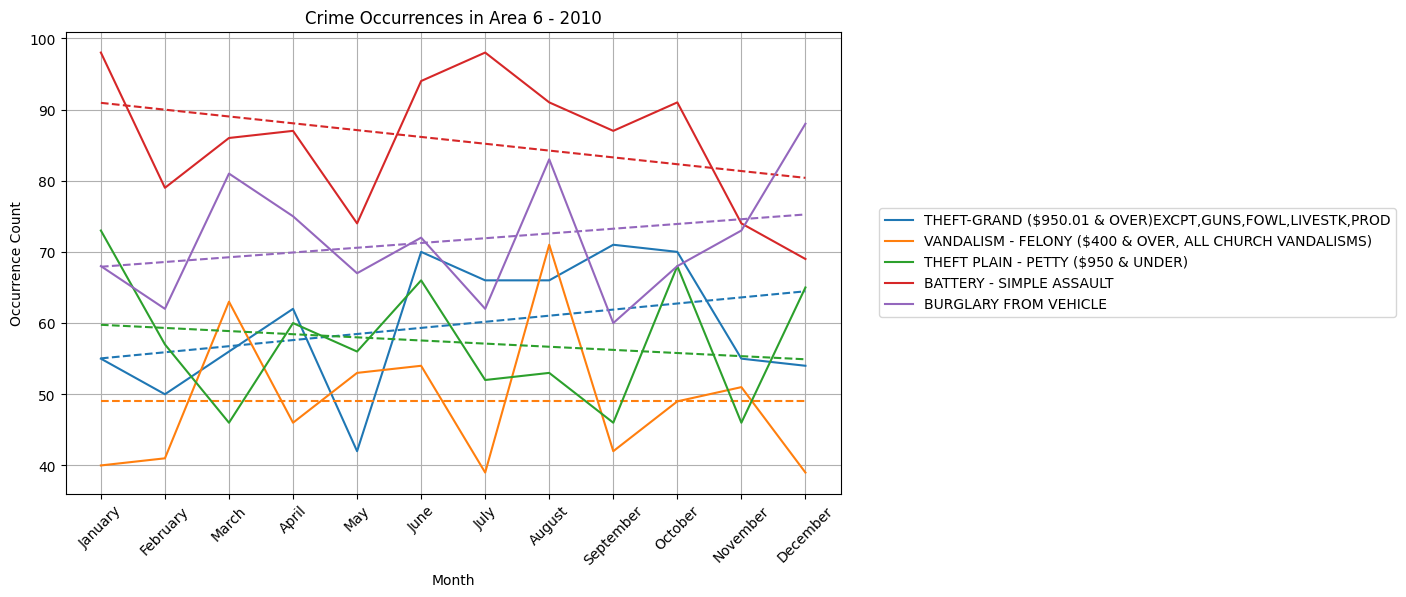 Crime Occurrences in Area 6 - 2010
Occurrence Count
100
90
80
70
60
50
40
January
February
March
April
May
June
July
August
September
October
November
December
Month
THEFT-GRAND ($950.01 & OVER)EXCPT,GUNS,FOWL,LIVESTK,PROD
VANDALISM - FELONY ($400 & OVER, ALL CHURCH VANDALISMS)
THEFT PLAIN - PETTY ($950 & UNDER)
BATTERY - SIMPLE ASSAULT
BURGLARY FROM VEHICLE